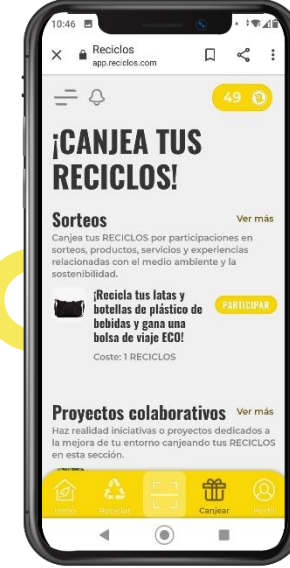 10:46
Reciclos
app.reciclos.com
49
¡CANJEA TUS
RECICLOS!
Sorteos Ver más
Canjea tus RECICLOS por participaciones en
sorteos, productos, servicios y experiencias
relacionadas con el medio ambiente y la
sostenibilidad.
¡Recicla tus latas y
botellas de plástico de
bebidas y gana una
bolsa de viaje ECO!
PARTICIPAR
Coste: 1 RECICLOS
Proyectos colaborativos Ver más
Haz realidad iniciativas o proyectos dedicados a
la mejora de tu entorno canjeando tus RECICLOS
en esta sección.
Inicio Reciclar Canjear Perfil